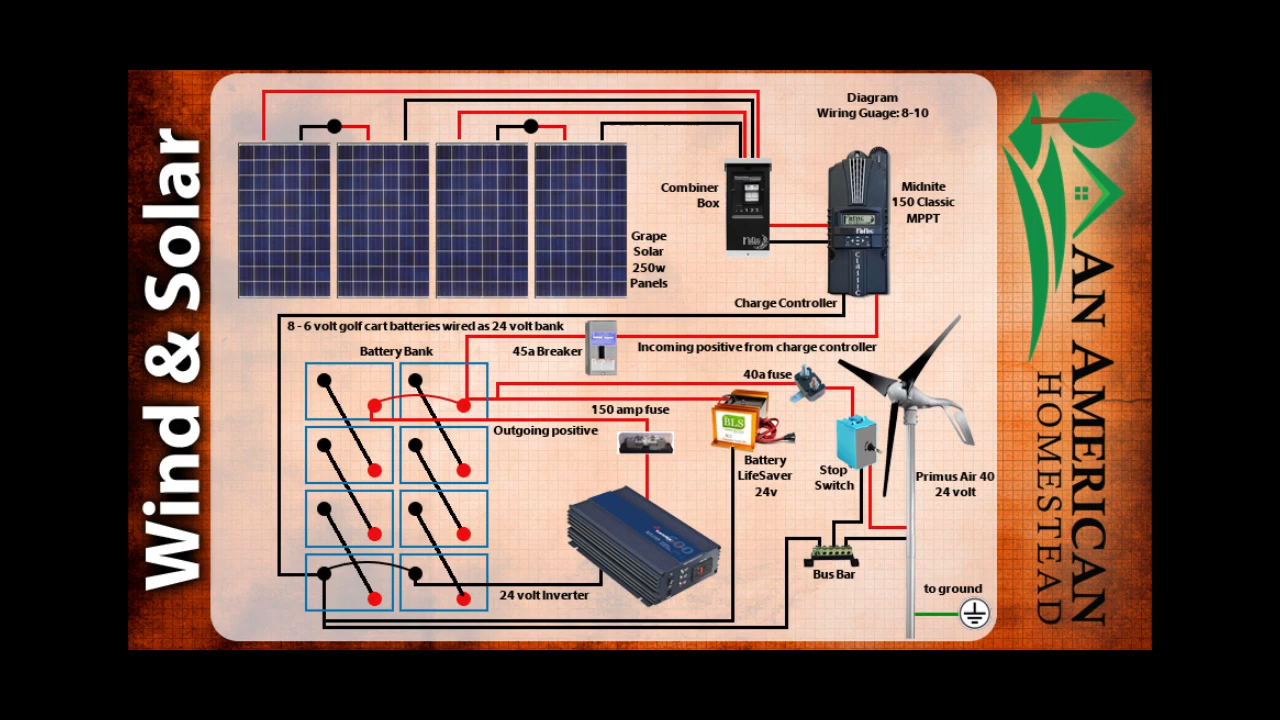 Wind & Solar
Diagram
Wiring Guage: 8-10
Combiner
Box
Midnite
150 Classic
MPPT
Grape
Solar
250w
Panels
CLASSIC
Charge Controller
8 - 6 volt golf cart batteries wired as 24 volt bank
Battery Bank
45a Breaker
Incoming positive from charge controller
40a fuse
150 amp fuse
Outgoing positive
BLS
Battery
LifeSaver
24v
Stop
Switch
Primus Air 40
24 volt
Bus Bar
24 volt Inverter
to ground
AN AMERICAN
HOMESTEAD